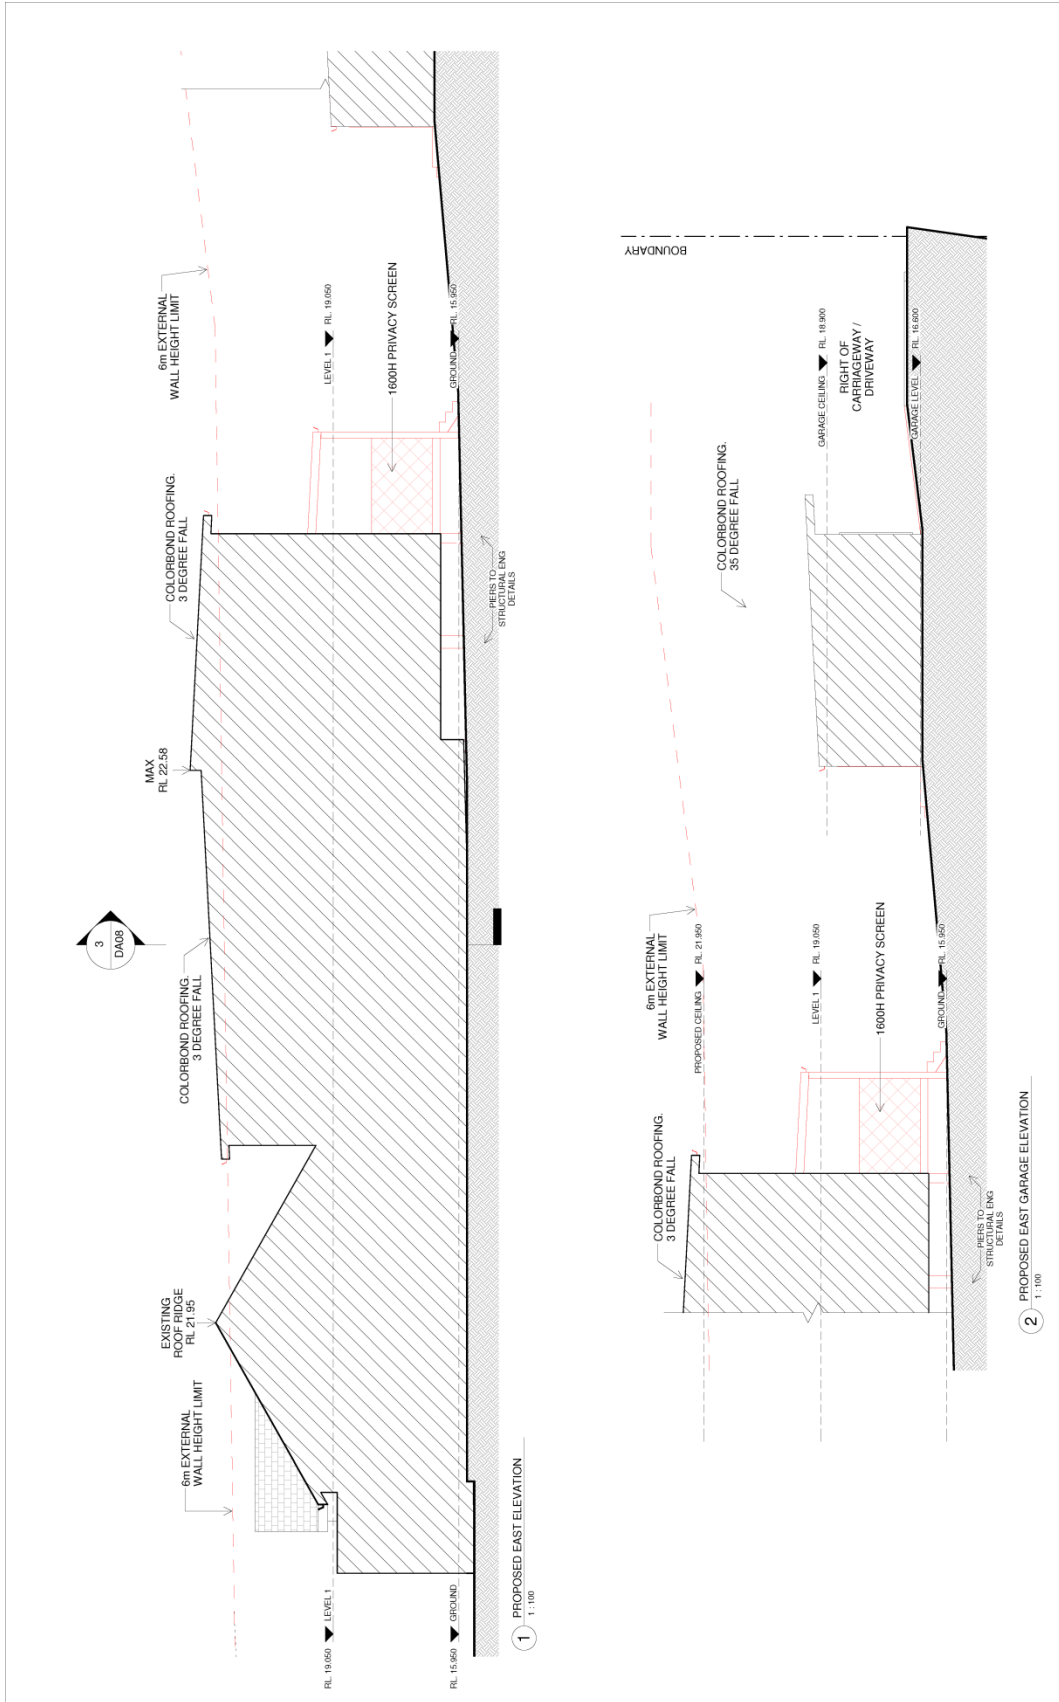 6m EXTERNAL
WALL HEIGHT LIMIT
EXISTING
ROOF RIDGE
RL 21.95
COLORBOND ROOFING.
3 DEGREE FALL
3
DA08
MAX
RL 22.58
COLORBOND ROOFING.
3 DEGREE FALL
6m EXTERNAL
WALL HEIGHT LIMIT
RL 19.050
LEVEL 1
LEVEL 1
RL 19.050
1600H PRIVACY SCREEN
RL 15.950
GROUND
GROUND
RL 15.950
PIERS TO
STRUCTURAL ENG
DETAILS
1
PROPOSED EAST ELEVATION
1 : 100
BOUNDARY
COLORBOND ROOFING.
3 DEGREE FALL
6m EXTERNAL
WALL HEIGHT LIMIT
PROPOSED CEILING
RL 21.950
COLORBOND ROOFING.
35 DEGREE FALL
LEVEL 1
RL 19.050
GARAGE CEILING
RL 18.900
1600H PRIVACY SCREEN
RIGHT OF
CARRIAGEWAY /
DRIVEWAY
GROUND
RL 15.950
GARAGE LEVEL
RL 16.600
PIERS TO
STRUCTURAL ENG
DETAILS
2
PROPOSED EAST GARAGE ELEVATION
1 : 100